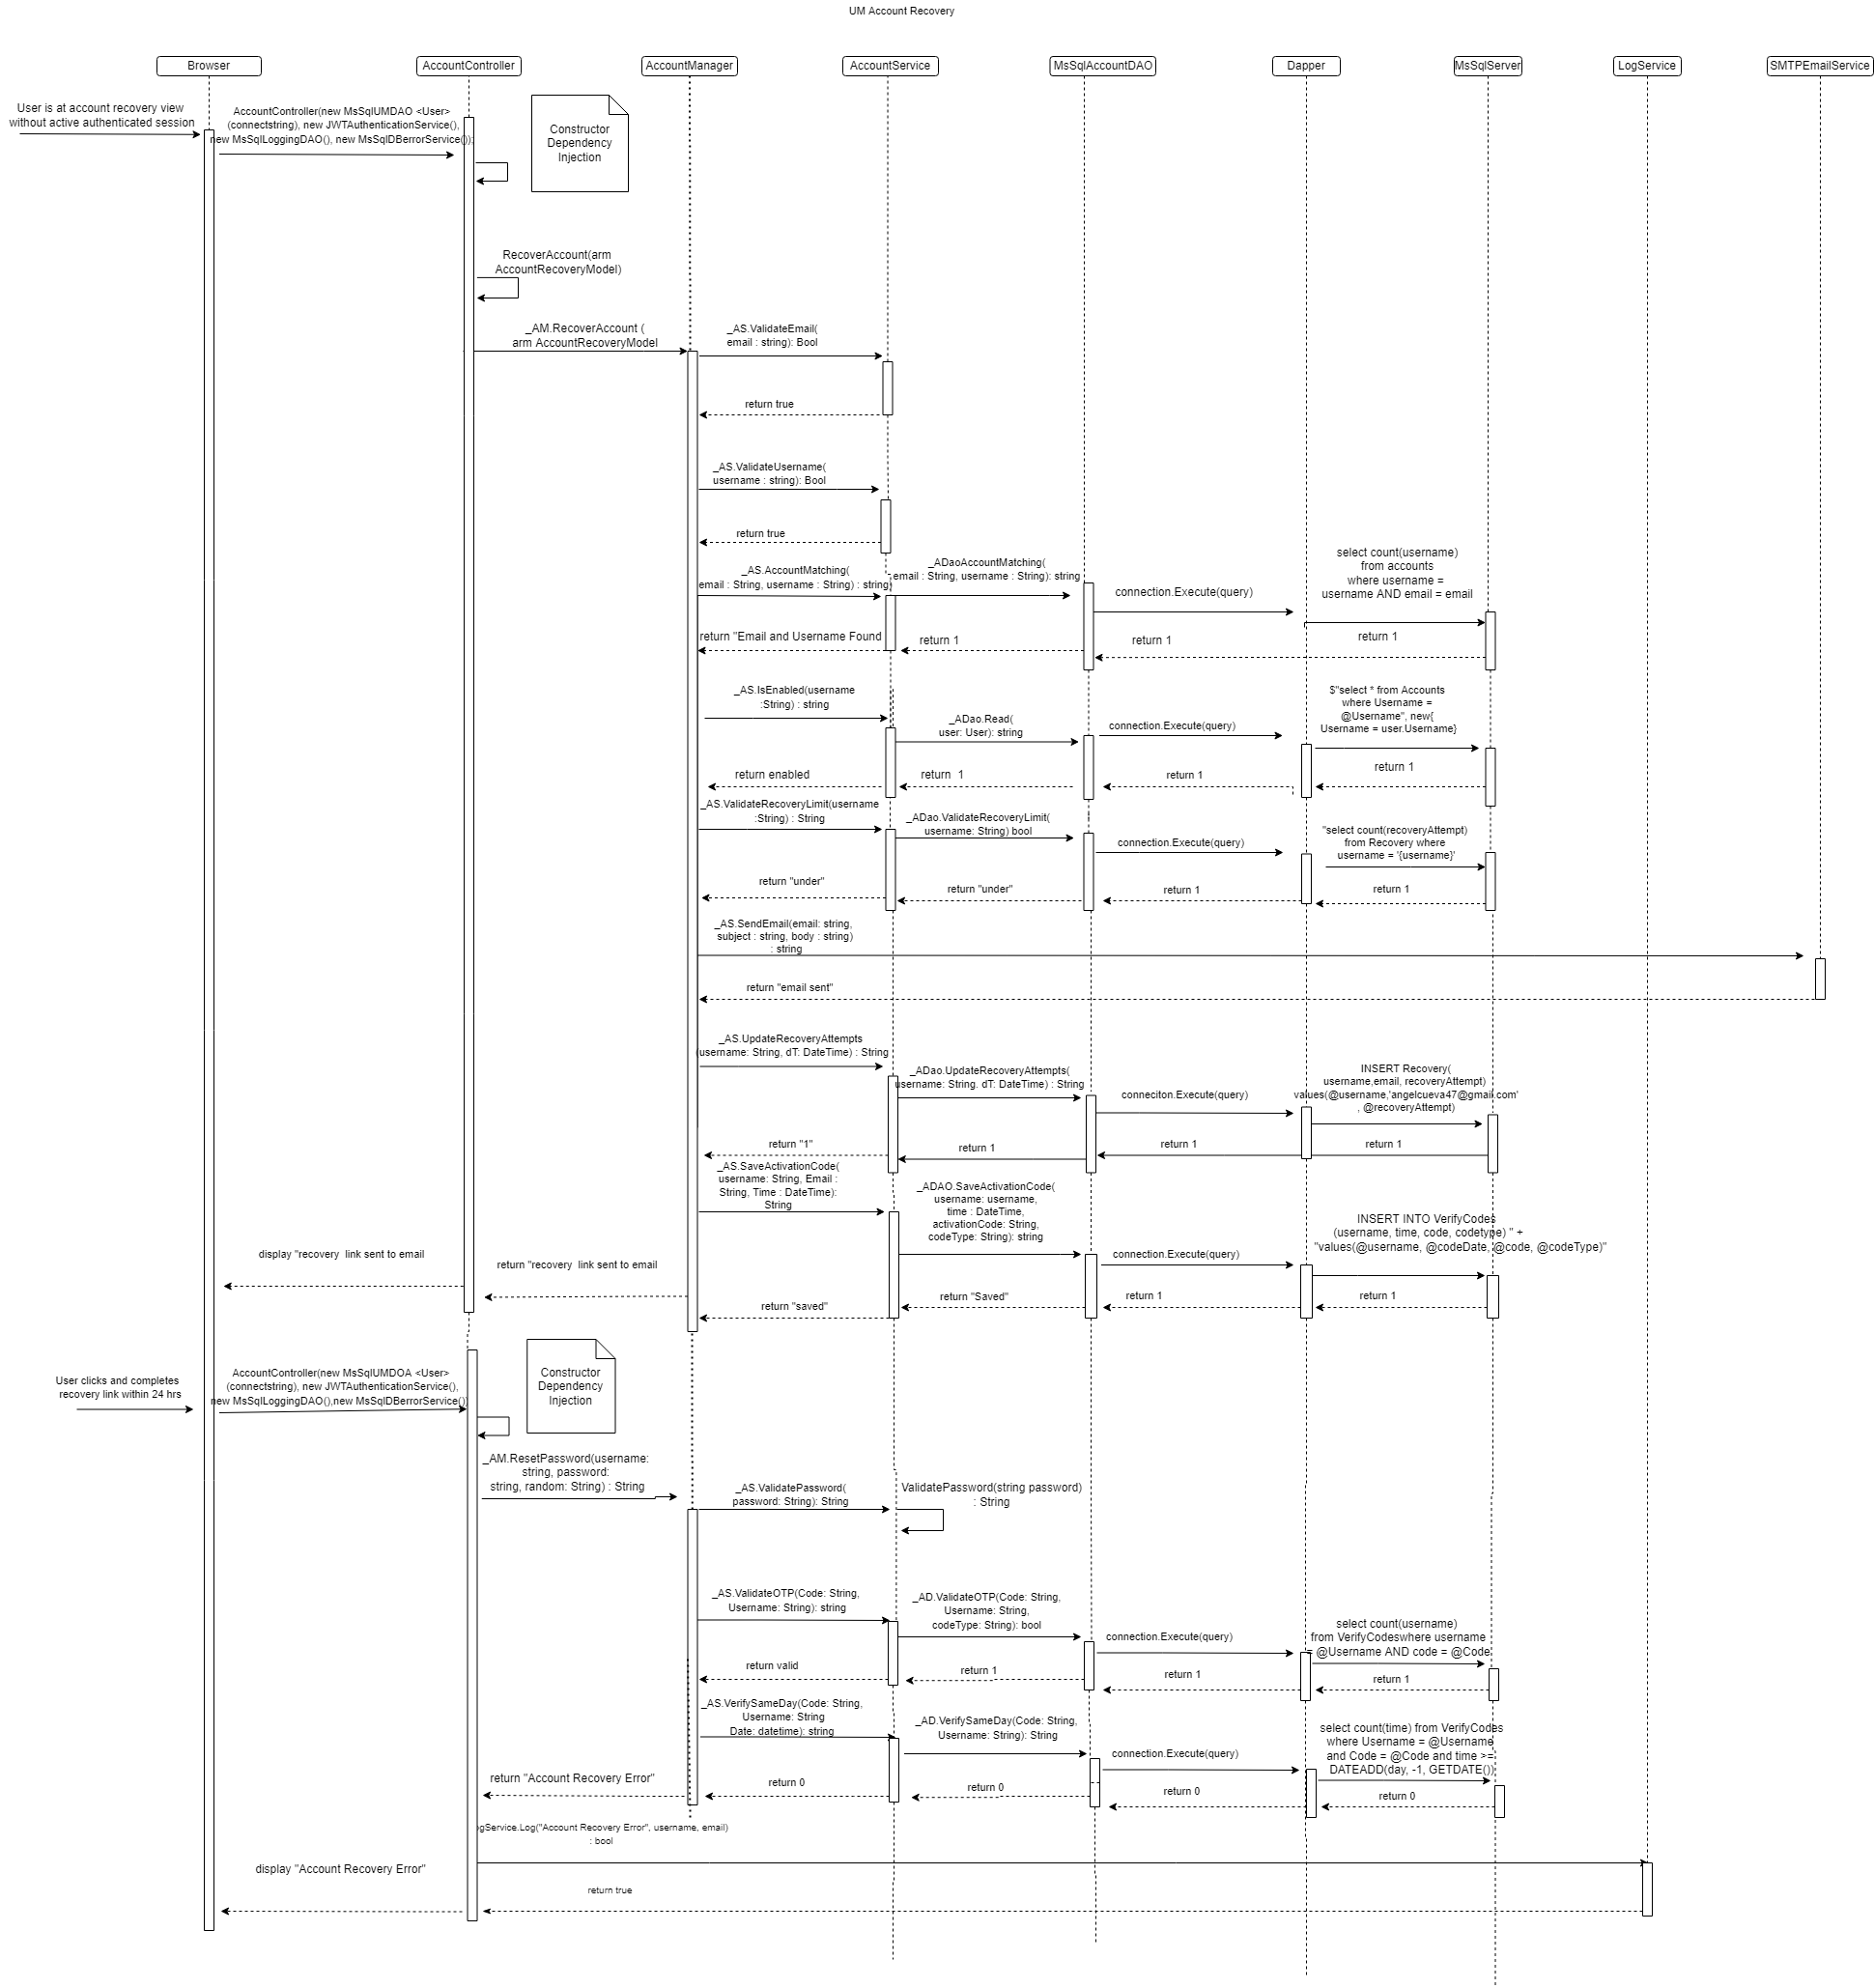 UM Account Recovery
Browser
AccountController
AccountManager
AccountService
MsSqlAccountDAO
Dapper
MsSqlServer
LogService
SMTPEmailService
User is at account recovery view
without active authenticated session
AccountController(new MsSqlUMDAO <User>
(connectstring), new JWTAuthenticationService(),
new MsSqlLoggingDAO(), new MsSqlDBerrorService());
Constructor
Dependency
Injection
RecoverAccount(arm
AccountRecoveryModel)
_AM.RecoverAccount (
arm AccountRecoveryModel
_AS.ValidateEmail(
email : string): Bool
return true
_AS.ValidateUsername(
username : string): Bool
return true
_AS.AccountMatching(
email : String, username : String) : string
_ADaoAccountMatching(
email : String, username : String): string
connection.Execute(query)
select count(username)
from accounts
where username =
username AND email = email
return "Email and Username Found
return 1
return 1
return 1
_AS.IsEnabled(username
:String) : string
_ADao.Read(
user: User): string
connection.Execute(query)
$"select * from Accounts
where Username =
@Username", new{
Username = user.Username}
return enabled
return  1
return 1
return 1
_AS.ValidateRecoveryLimit(username
:String) : String
_ADao.ValidateRecoveryLimit(
username: String) bool
connection.Execute(query)
"select count(recoveryAttempt)
from Recovery where
username = '{username}'
return "under"
return "under"
return 1
return 1
_AS.SendEmail(email: string,
subject : string, body : string)
: string
return "email sent"
_AS.UpdateRecoveryAttempts
(username: String, dT: DateTime) : String
_ADao.UpdateRecoveryAttempts(
username: String. dT: DateTime) : String
conneciton.Execute(query)
INSERT Recovery(
username,email, recoveryAttempt)
values(@username,'angelcueva47@gmail.com'
, @recoveryAttempt)
return "1"
return 1
return 1
return 1
_AS.SaveActivationCode(
username: String, Email :
String, Time : DateTime):
String
_ADAO.SaveActivationCode(
username: username,
time : DateTime,
activationCode: String,
codeType: String): string
connection.Execute(query)
INSERT INTO VerifyCodes
(username, time, code, codetype) " +
"values(@username, @codeDate, @code, @codeType)"
display "recovery  link sent to email
return "recovery  link sent to email
return "saved"
return "Saved"
return 1
return 1
User clicks and completes
recovery link within 24 hrs
AccountController(new MsSqlUMDOA <User>
(connectstring), new JWTAuthenticationService(),
new MsSqlLoggingDAO(),new MsSqlDBerrorService())
Constructor
Dependency
Injection
_AM.ResetPassword(username:
string, password:
string, random: String) : String
_AS.ValidatePassword(
password: String): String
ValidatePassword(string password)
: String
_AS.ValidateOTP(Code: String,
Username: String): string
_AD.ValidateOTP(Code: String,
Username: String,
codeType: String): bool
connection.Execute(query)
select count(username)
from VerifyCodeswhere username
= @Username AND code = @Code
return valid
return 1
return 1
return 1
_AS.VerifySameDay(Code: String,
Username: String
Date: datetime): string
_AD.VerifySameDay(Code: String,
Username: String): String
connection.Execute(query)
select count(time) from VerifyCodes
where Username = @Username
and Code = @Code and time >=
DATEADD(day, -1, GETDATE())
return "Account Recovery Error"
return 0
return 0
return 0
return 0
gService.Log("Account Recovery Error", username, email)
: bool
display "Account Recovery Error"
return true